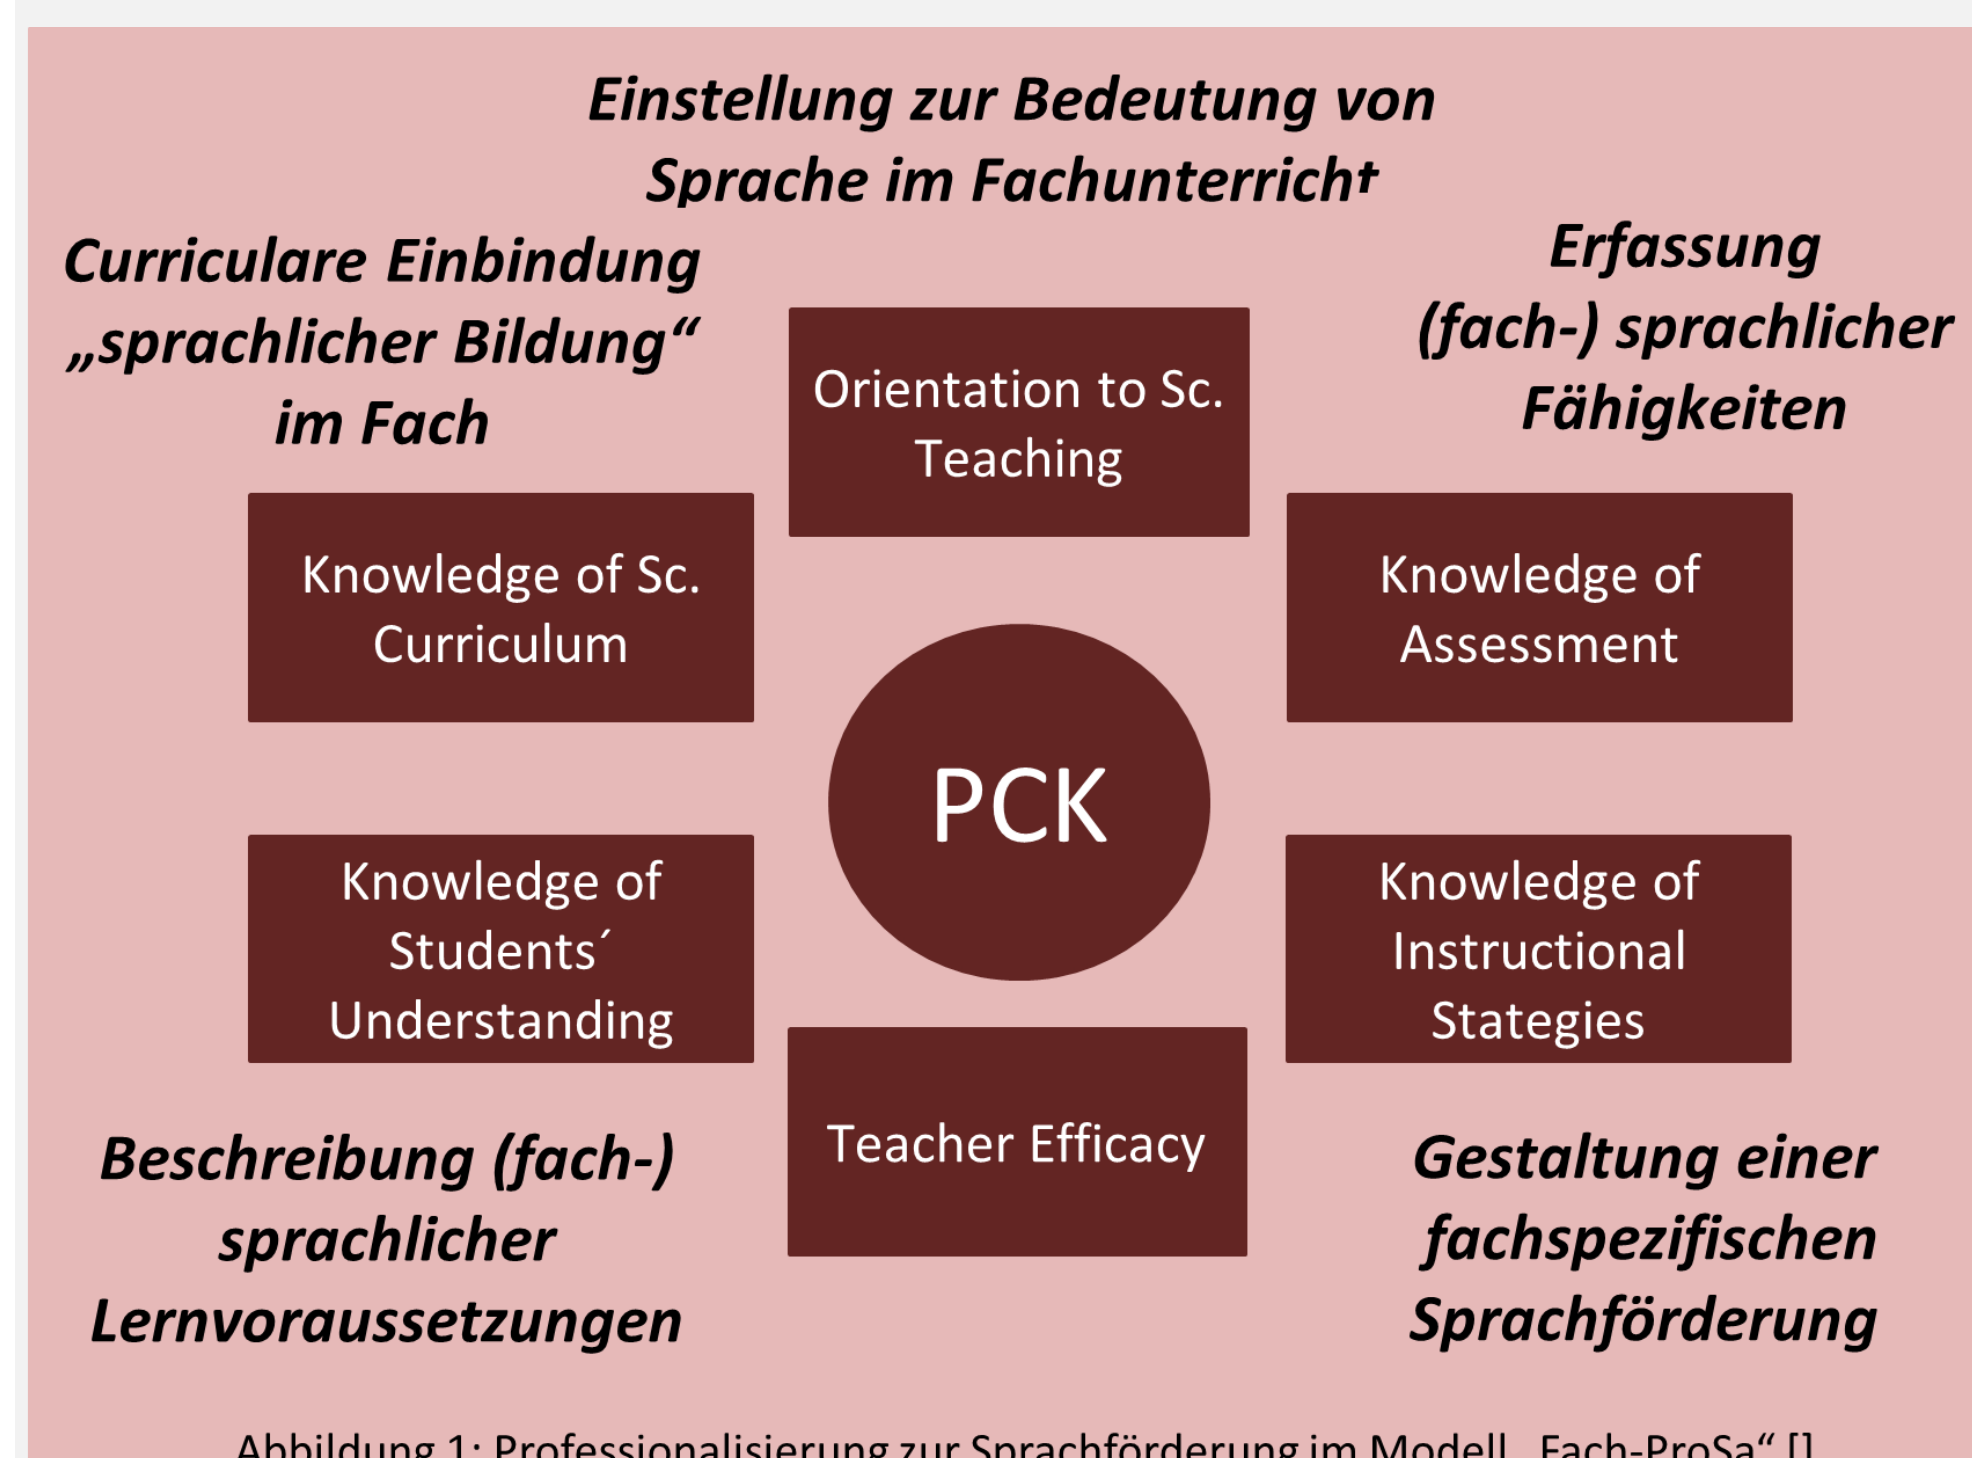 Einstellung zur Bedeutung von
Sprache im Fachunterricht
Curriculare Einbindung
„sprachlicher Bildung“
im Fach
Erfassung
(fach-) sprachlicher
Fähigkeiten
Orientation to Sc.
Teaching
Knowledge of Sc.
Curriculum
Knowledge of
Assessment
PCK
Knowledge of
Students´
Understanding
Knowledge of
Instructional
Stategies
Teacher Efficacy
Beschreibung (fach-)
sprachlicher
Lernvoraussetzungen
Gestaltung einer
fachspezifischen
Sprachförderung
Abbildung 1: Professionalisierung zur Sprachförderung im Modell „Fach-ProSa“ []